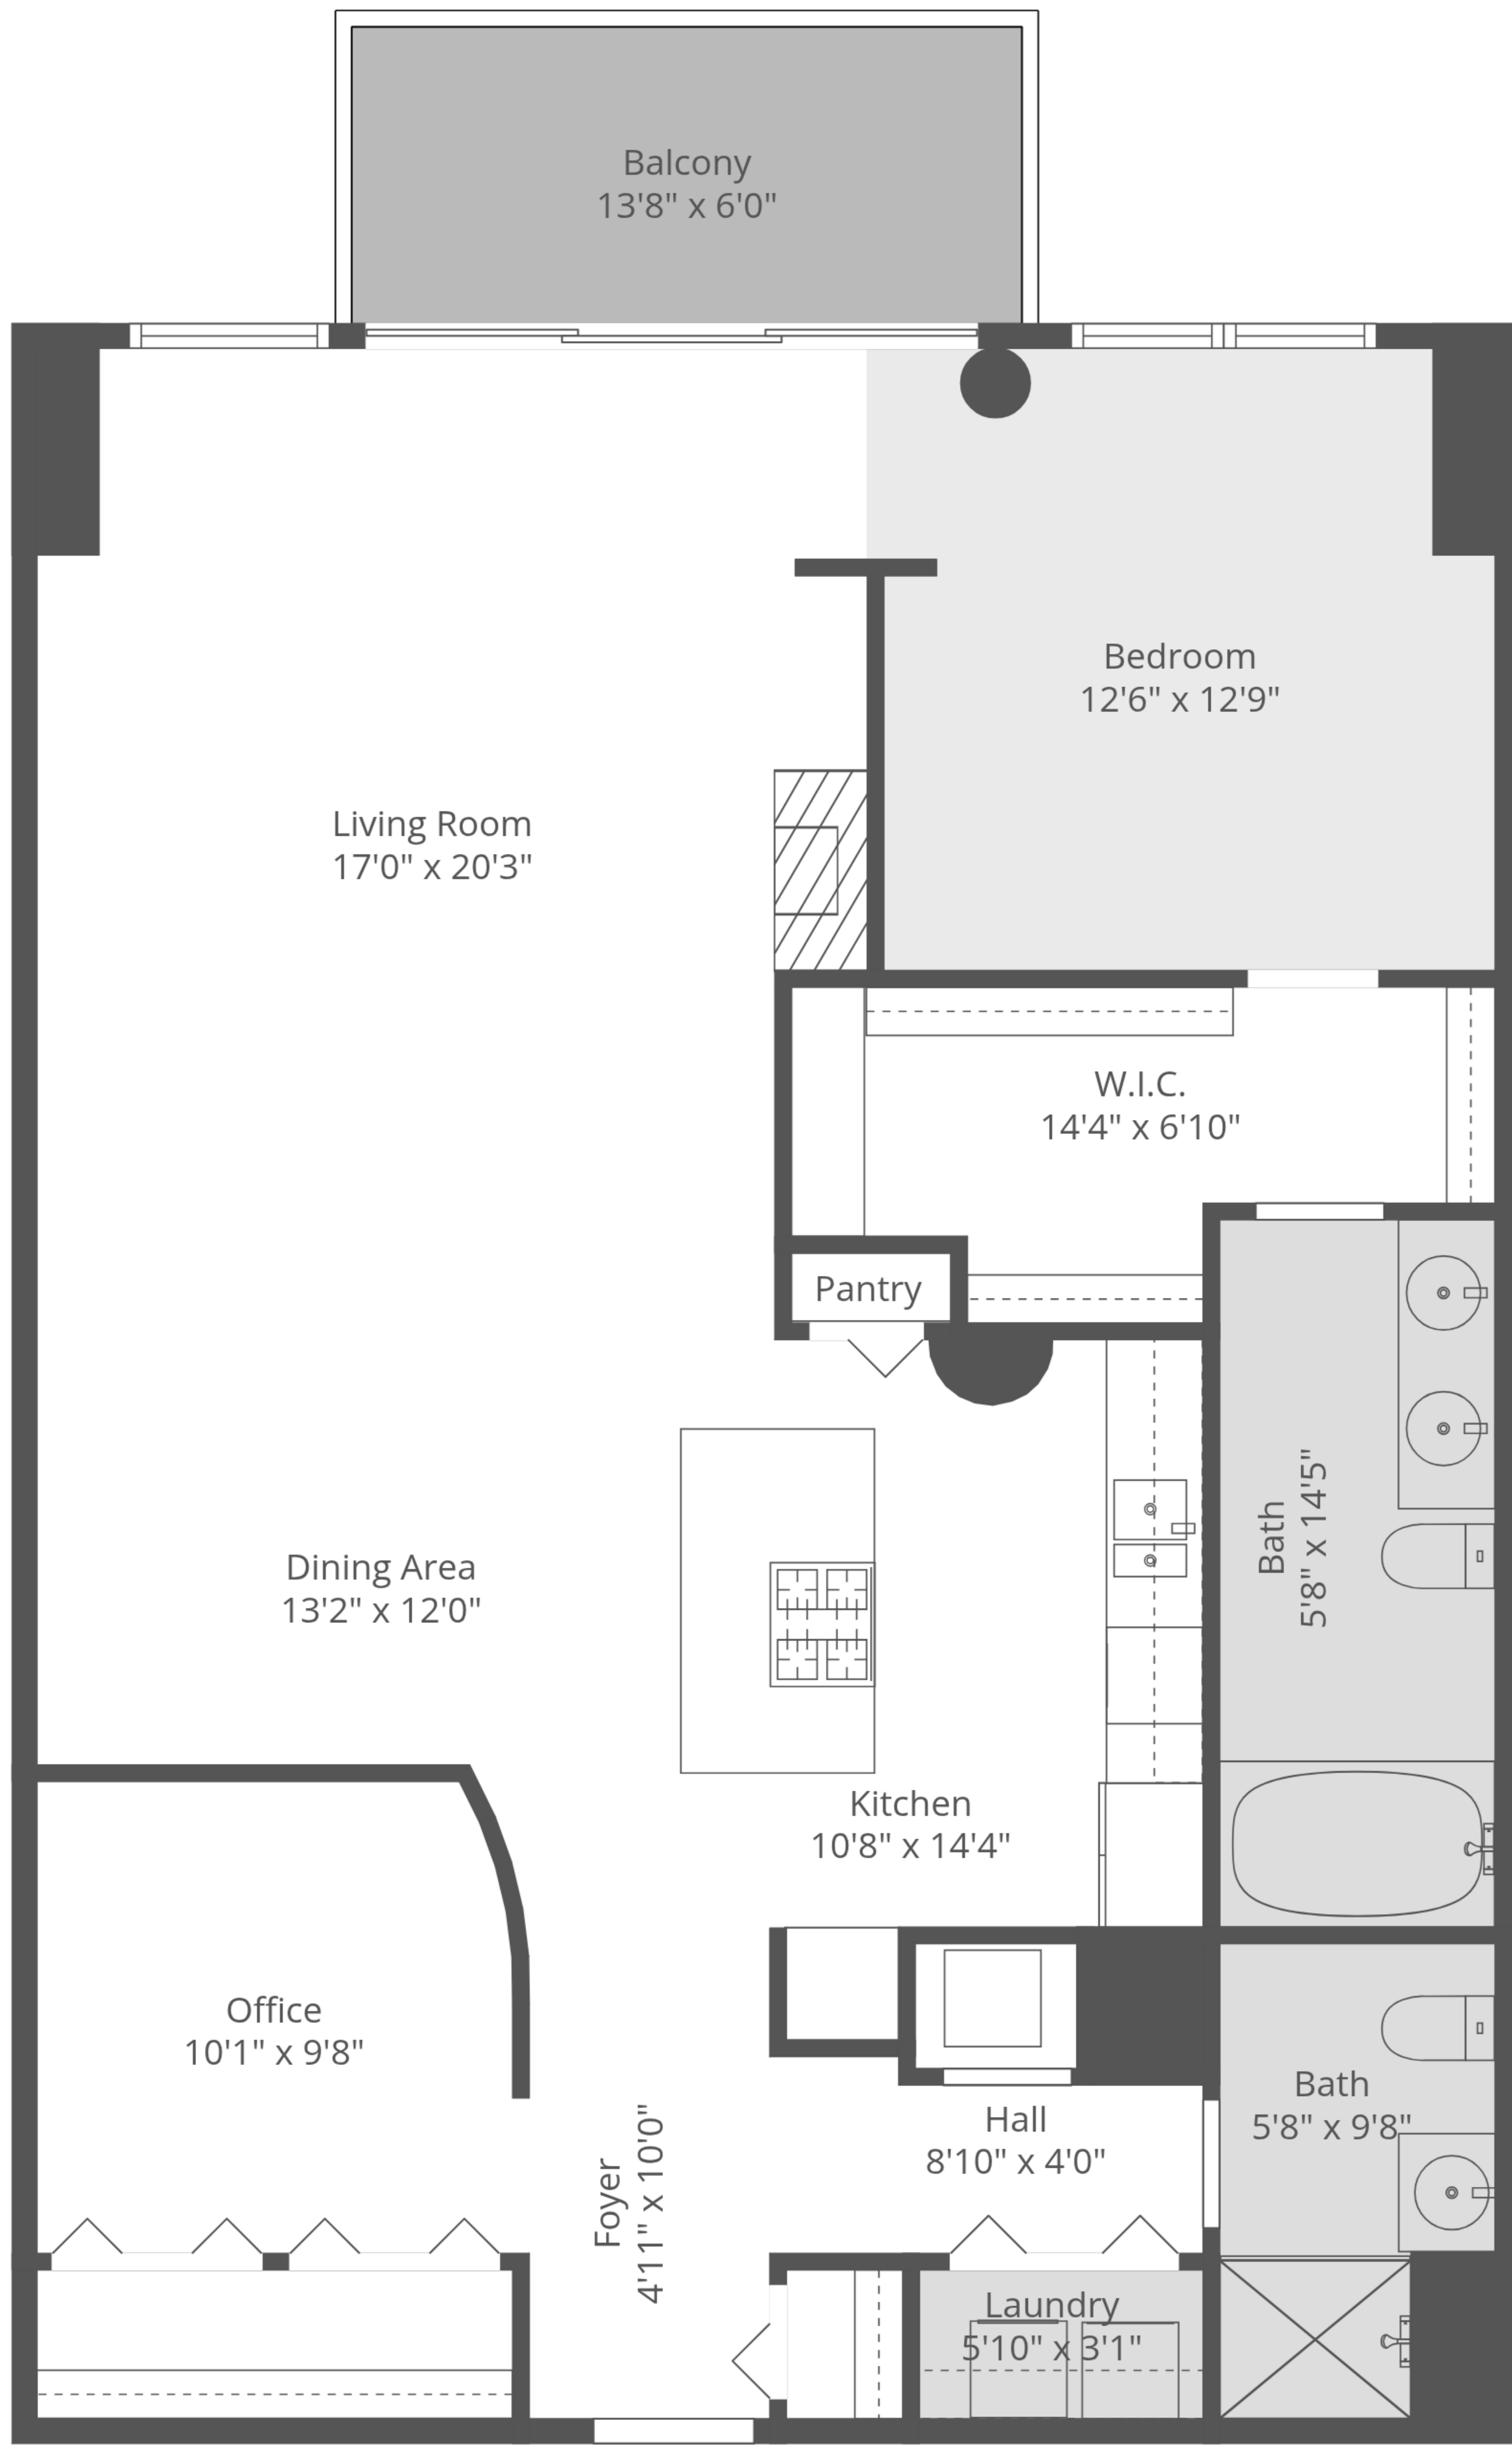 Balcony
13'8" x 6'0"
Bedroom
12'6" x 12'9"
Living Room
17'0" x 20'3"
W.I.C.
14'4" x 6'10"
Pantry
Dining Area
13'2" x 12'0"
Bath
5'8" x 14'5"
Kitchen
10'8" x 14'4"
Office
10'1" x 9'8"
Bath
5'8" x 9'8"
Hall
8'10" x 4'0"
Foyer
4'11" x 10'0"
Laundry
5'10" x 3'1"